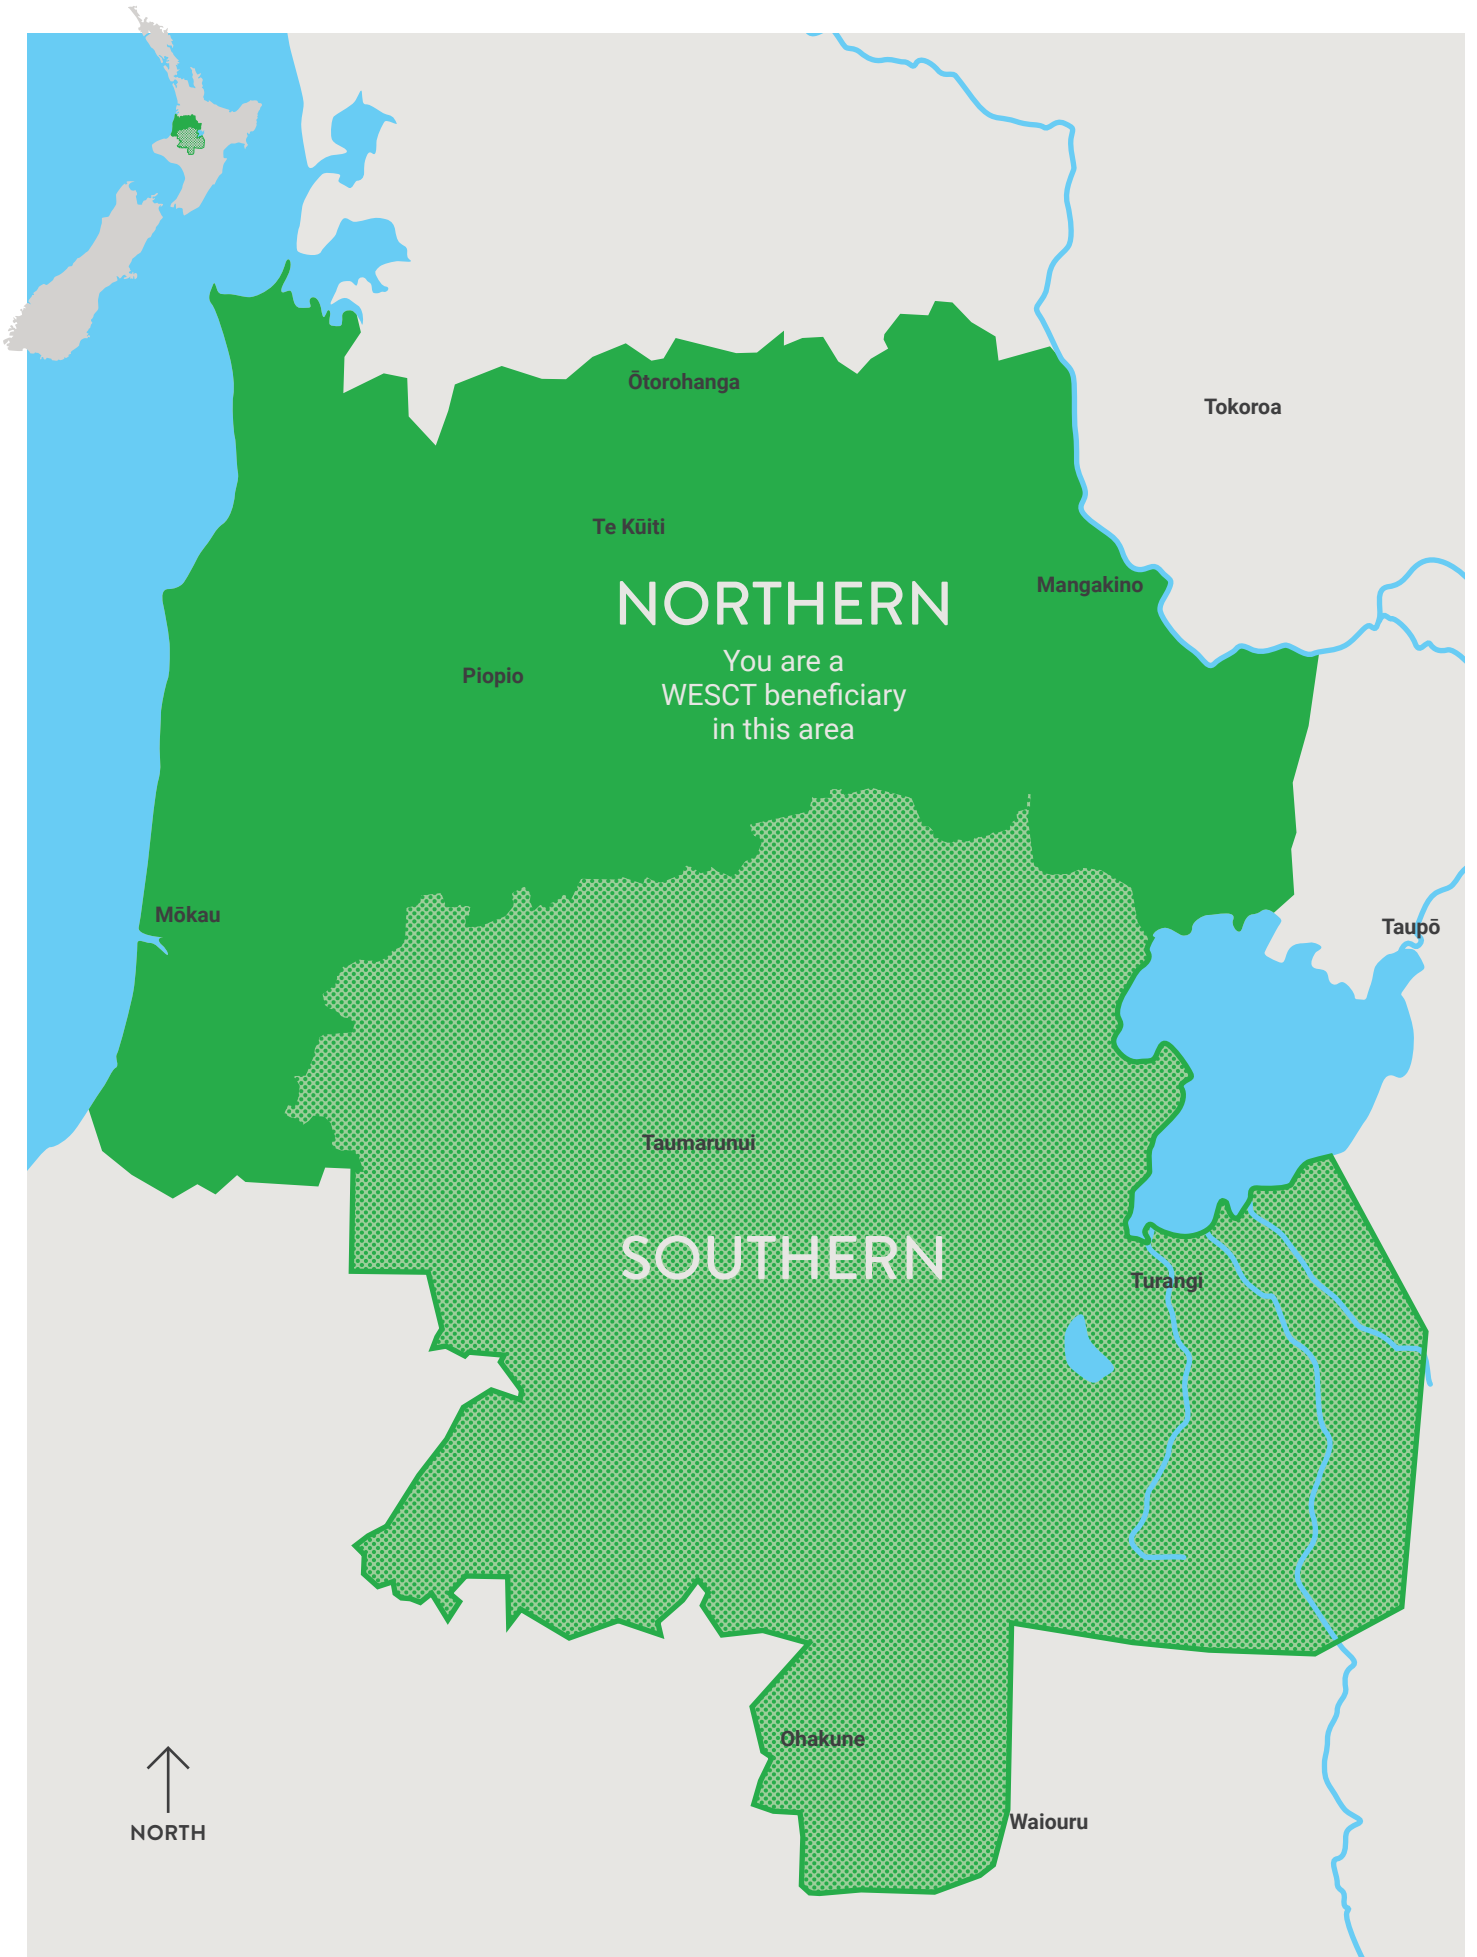 Ōtorohanga
Tokoroa
Te Kūiti
Mangakino
NORTHERN
You are a
WESCT beneficiary
in this area
Piopio
Mōkau
Taupō
Taumarunui
SOUTHERN
Turangi
Ohakune
Waiouru
NORTH